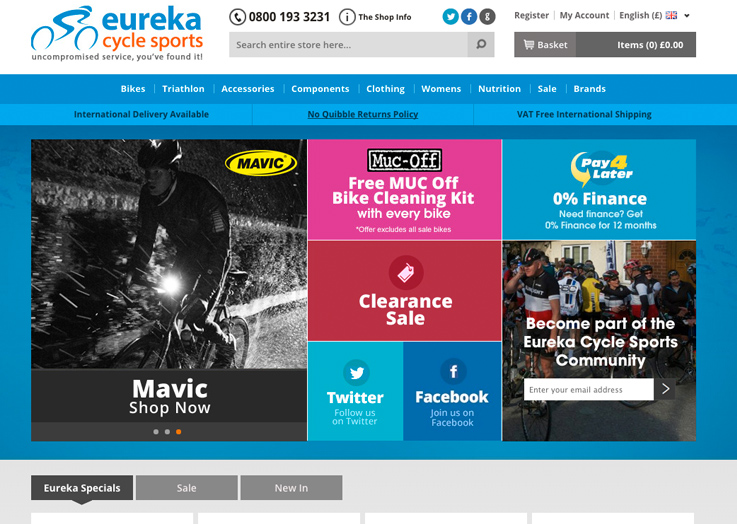 eureka
cycle sports
uncompromised service, you've found it!
0800 193 3231
i The Shop Info
g
Register | My Account | English (£)
Search entire store here...
Basket
Items (0) £0.00
Bikes | Triathlon | Accessories | Components | Clothing | Womens | Nutrition | Sale | Brands
International Delivery Available
No Quibble Returns Policy
VAT Free International Shipping
MAVIC
Mavic
Shop Now
Muc-Off
Free MUC Off
Bike Cleaning Kit
with every bike
*Offer excludes all sale bikes
Pay4
Later
0% Finance
Need finance? Get
0% Finance for 12 months
Clearance
Sale
Twitter
Follow us
on Twitter
Facebook
Join us on
Facebook
Become part of the
Eureka Cycle Sports
Community
Enter your email address
Eureka Specials
Sale
New In